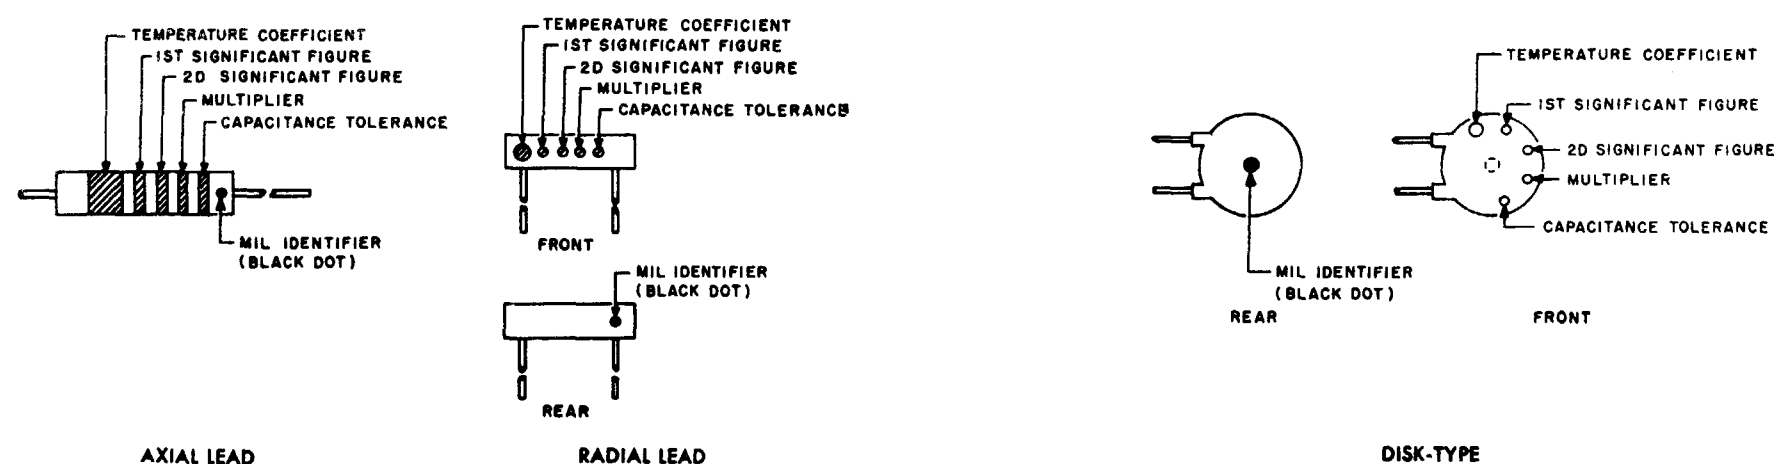 TEMPERATURE COEFFICIENT
1ST SIGNIFICANT FIGURE
2D SIGNIFICANT FIGURE
MULTIPLIER
CAPACITANCE TOLERANCE
MIL IDENTIFIER
(BLACK DOT)
AXIAL LEAD
TEMPERATURE COEFFICIENT
1ST SIGNIFICANT FIGURE
2D SIGNIFICANT FIGURE
MULTIPLIER
CAPACITANCE TOLERANCE
FRONT
MIL IDENTIFIER
(BLACK DOT)
REAR
RADIAL LEAD
MIL IDENTIFIER
(BLACK DOT)
REAR
TEMPERATURE COEFFICIENT
1ST SIGNIFICANT FIGURE
2D SIGNIFICANT FIGURE
MULTIPLIER
CAPACITANCE TOLERANCE
FRONT
DISK-TYPE